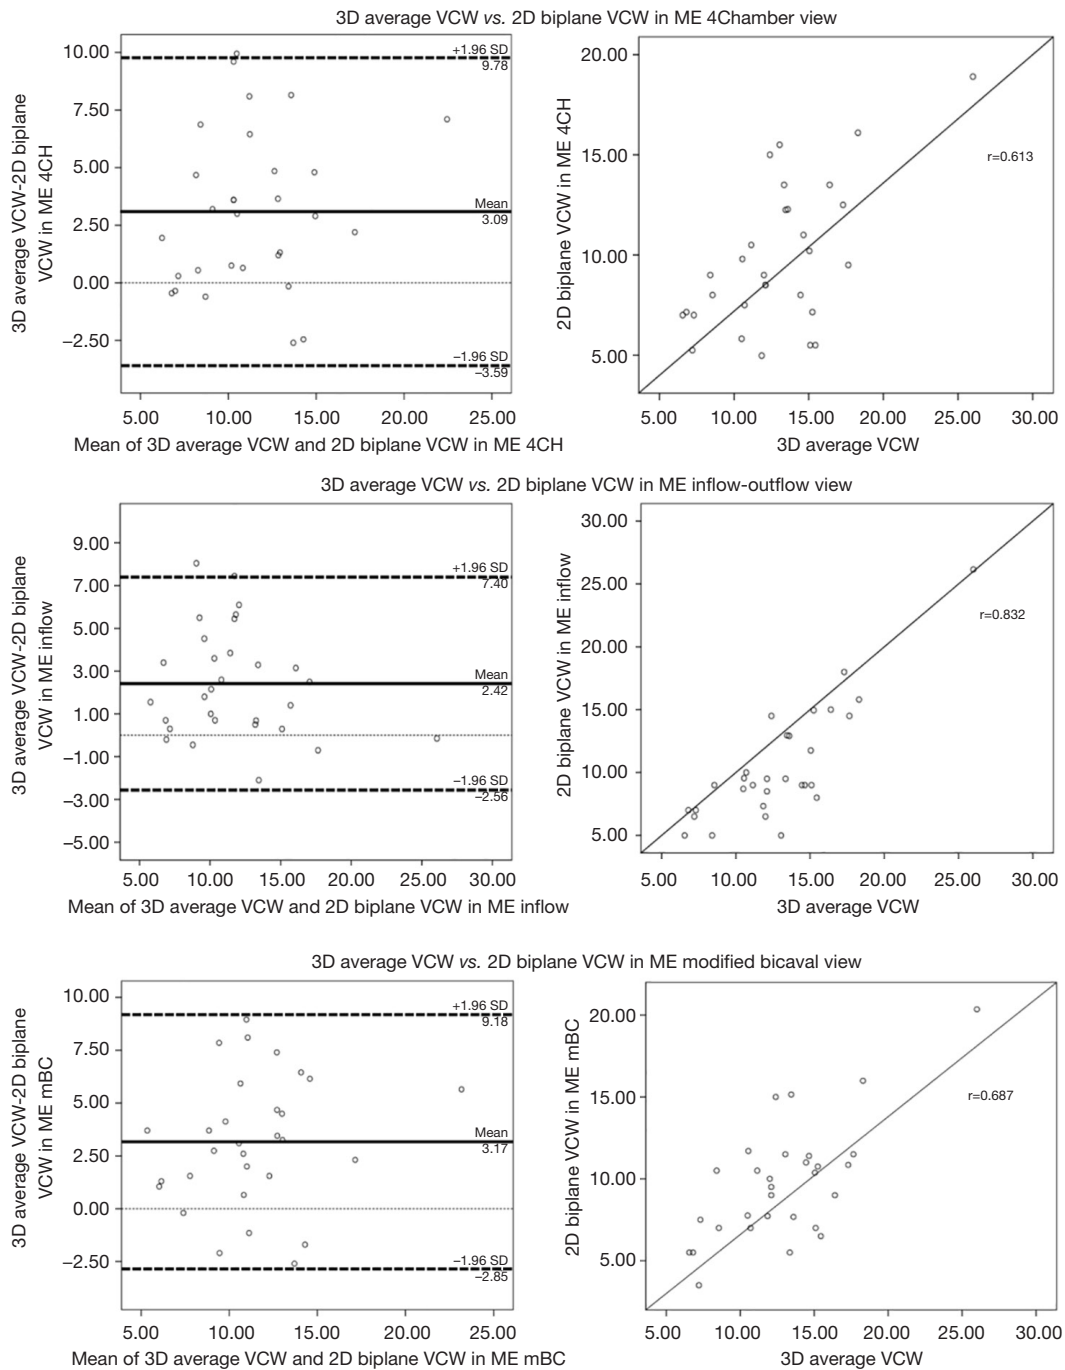 3D average VCW vs. 2D biplane VCW in ME 4Chamber view
3D average VCW-2D biplane
VCW in ME 4CH
10.00
7.50
5.00
2.50
0.00
−2.50
+1.96 SD
9.78
Mean
3.09
−1.96 SD
−3.59
5.00 10.00 15.00 20.00 25.00
Mean of 3D average VCW and 2D biplane VCW in ME 4CH
2D biplane VCW in ME 4CH
20.00
15.00
10.00
5.00
r=0.613
5.00 10.00 15.00 20.00 25.00 30.00
3D average VCW
3D average VCW vs. 2D biplane VCW in ME inflow-outflow view
3D average VCW-2D biplane
VCW in ME inflow
9.00
7.00
5.00
3.00
1.00
−1.00
−3.00
−5.00
+1.96 SD
7.40
Mean
2.42
−1.96 SD
−2.56
5.00 10.00 15.00 20.00 25.00 30.00
Mean of 3D average VCW and 2D biplane VCW in ME inflow
2D biplane VCW in ME inflow
30.00
25.00
20.00
15.00
10.00
5.00
r=0.832
5.00 10.00 15.00 20.00 25.00 30.00
3D average VCW
3D average VCW vs. 2D biplane VCW in ME modified bicaval view
3D average VCW-2D biplane
VCW in ME mBC
10.00
7.50
5.00
2.50
0.00
−2.50
+1.96 SD
9.18
Mean
3.17
−1.96 SD
−2.85
5.00 10.00 15.00 20.00 25.00
Mean of 3D average VCW and 2D biplane VCW in ME mBC
2D biplane VCW in ME mBC
20.00
15.00
10.00
5.00
r=0.687
5.00 10.00 15.00 20.00 25.00 30.00
3D average VCW